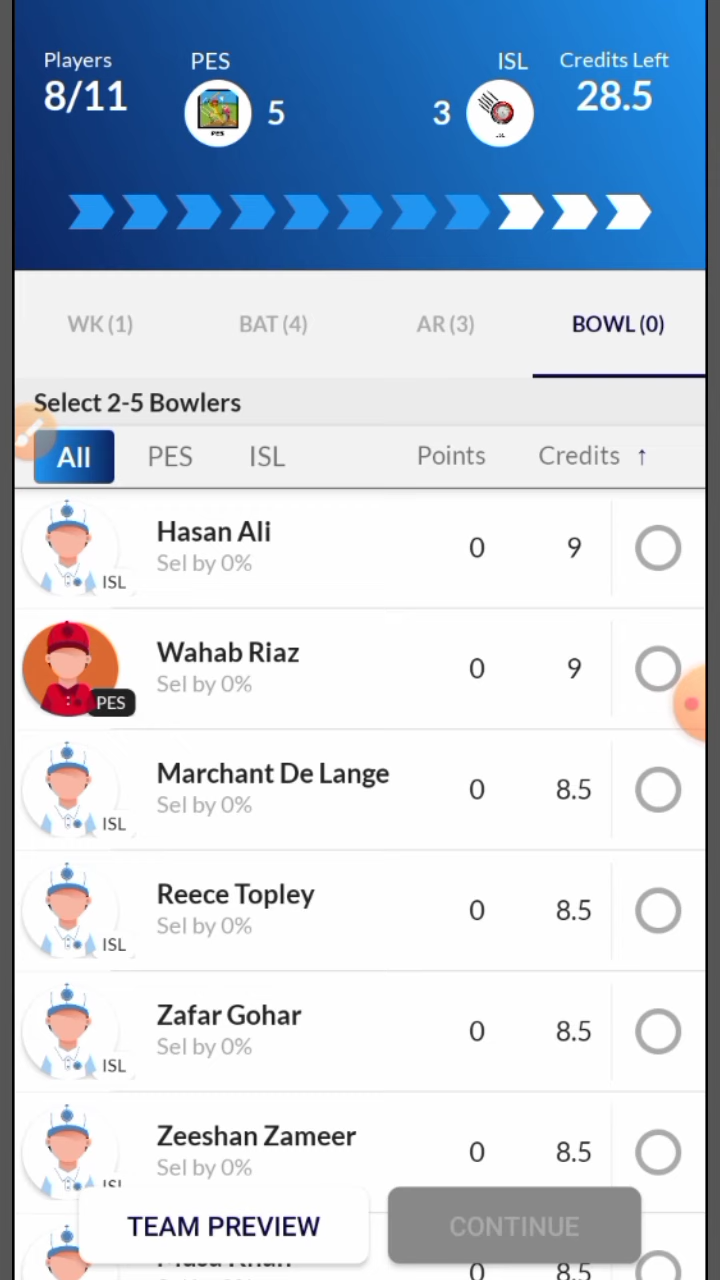 Players PES ISL Credits Left
8/11 5 3 28.5
PES
WK (1) BAT (4) AR (3) BOWL (0)
Select 2-5 Bowlers
All PES ISL Points Credits ↑
Hasan Ali
Sel by 0% 0 9
ISL
Wahab Riaz
Sel by 0% 0 9
PES
Marchant De Lange
Sel by 0% 0 8.5
ISL
Reece Topley
Sel by 0% 0 8.5
ISL
Zafar Gohar
Sel by 0% 0 8.5
ISL
Zeeshan Zameer
Sel by 0% 0 8.5
ISL
TEAM PREVIEW CONTINUE
0 8.5